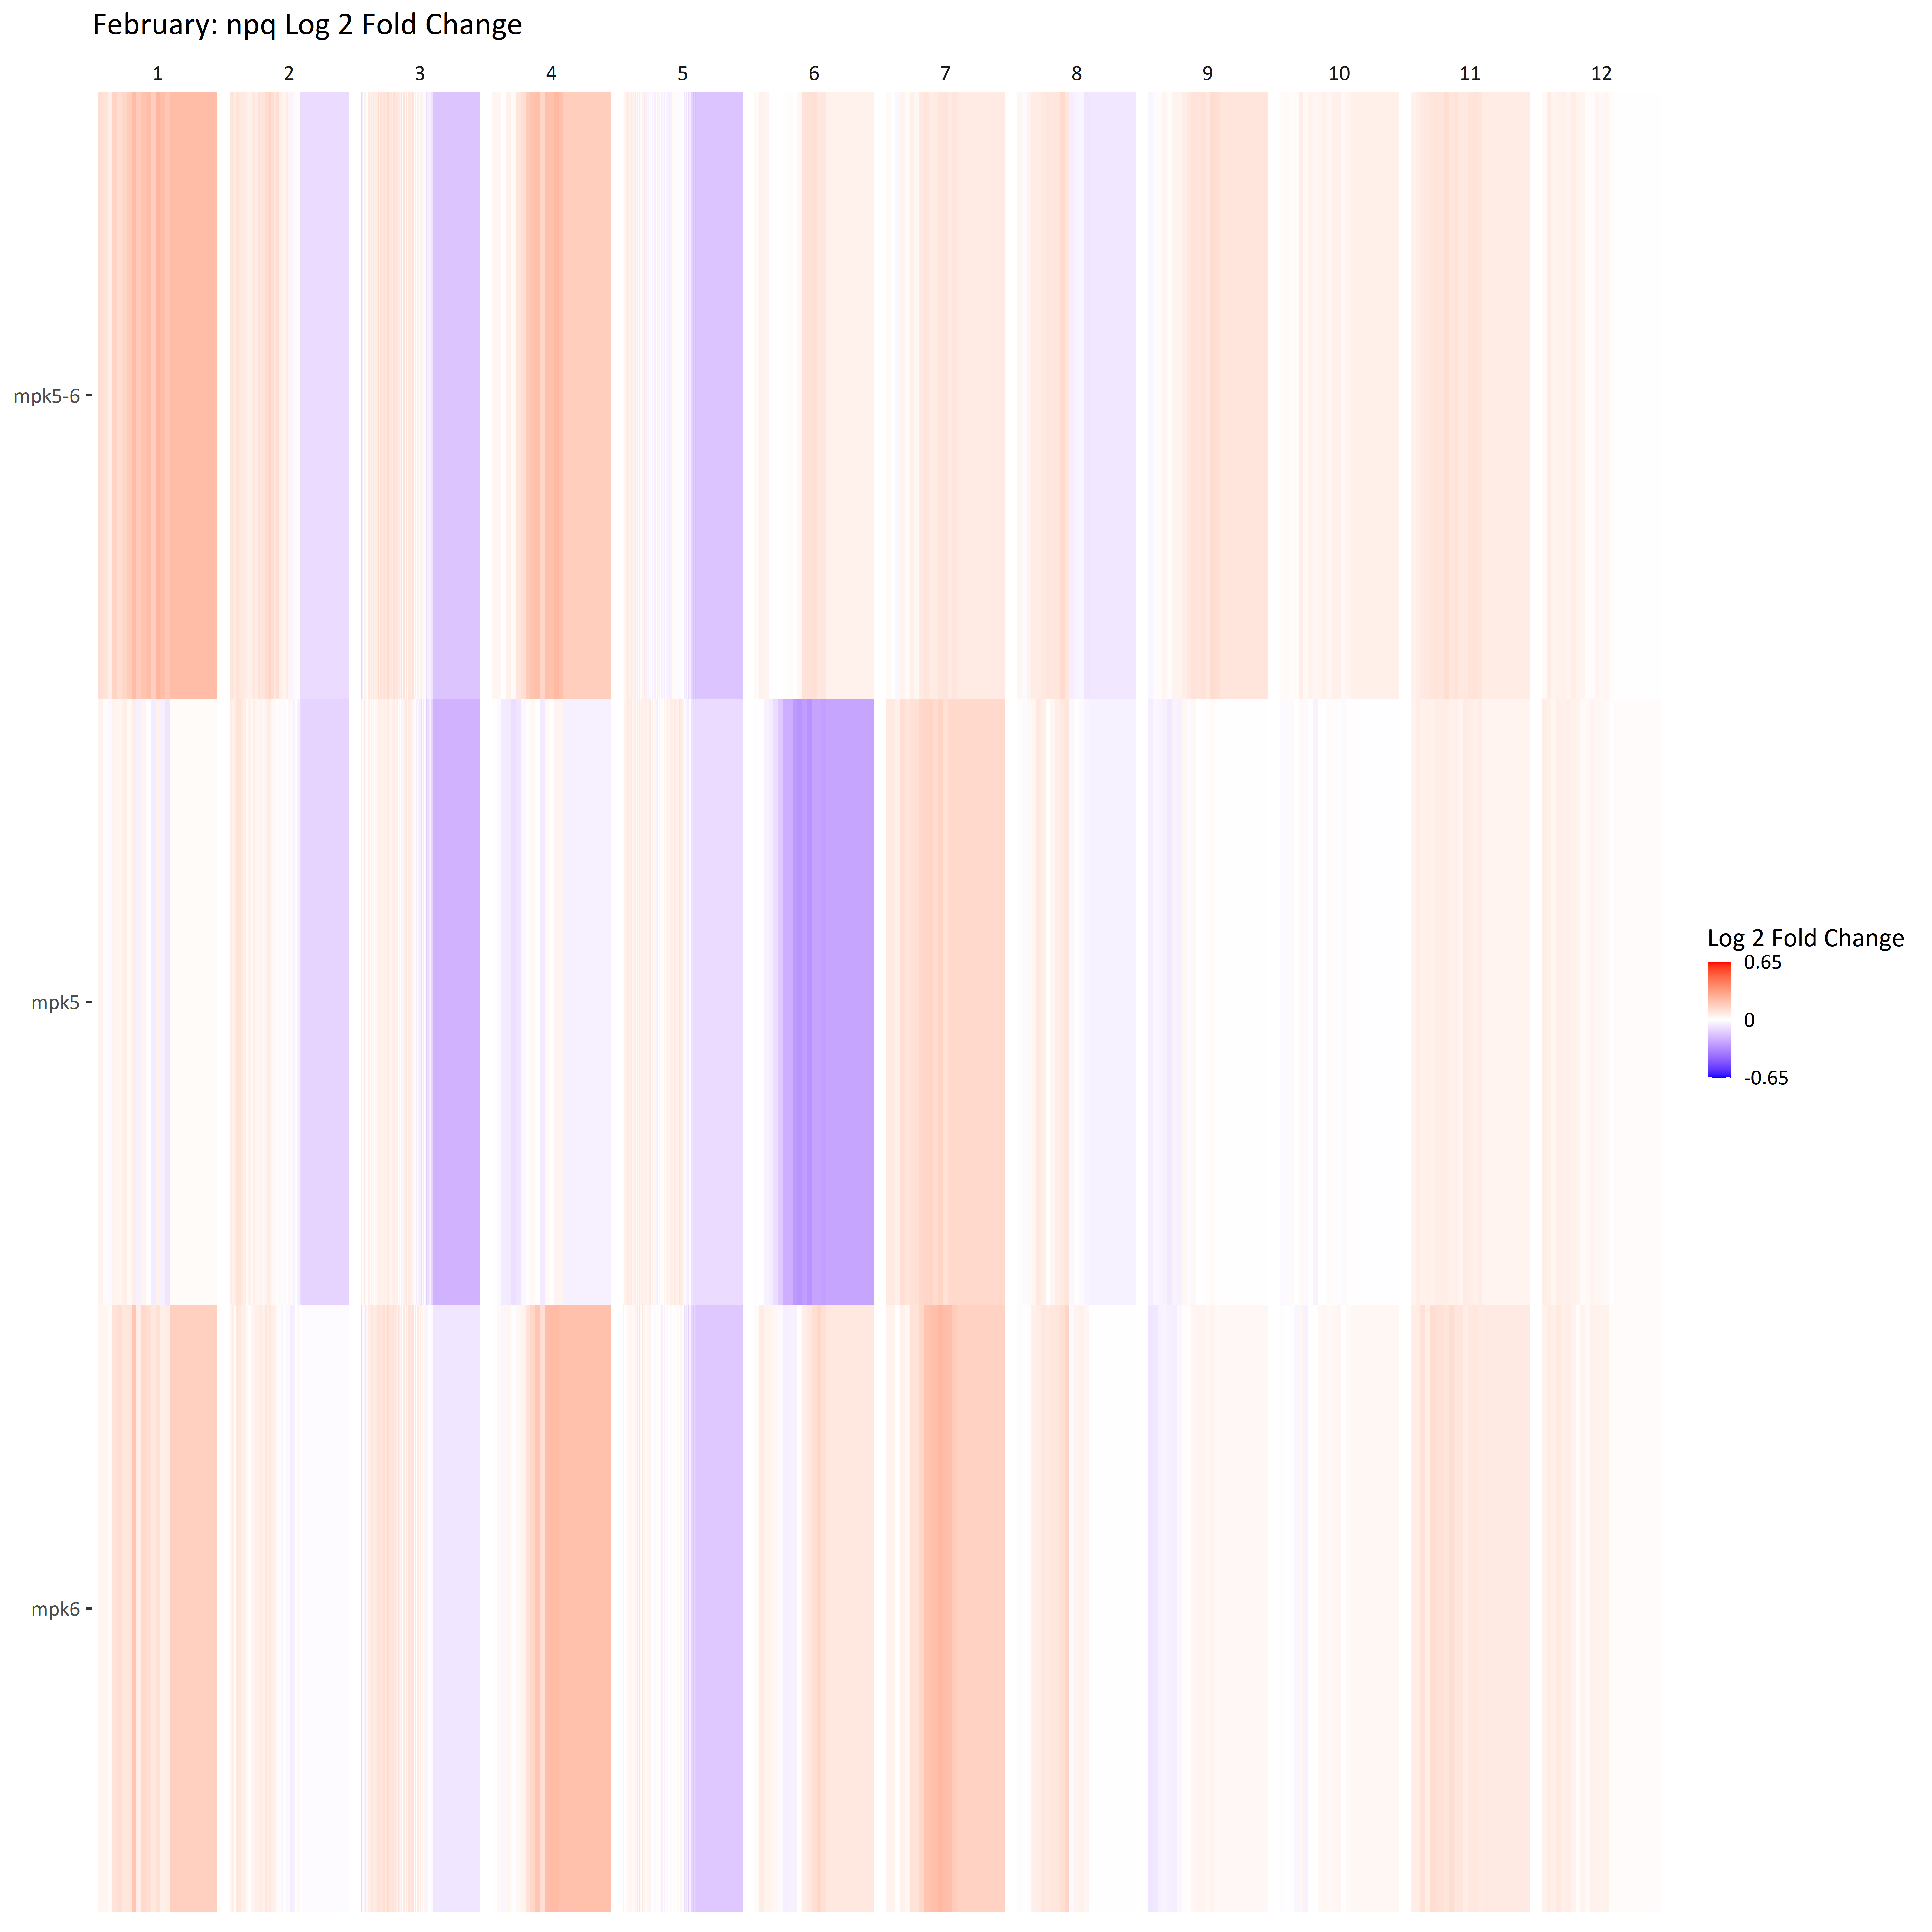 February: npq Log 2 Fold Change
1 2 3 4 5 6 7 8 9 10 11 12
mpk5-6
mpk5
mpk6
Log 2 Fold Change
0.65
0
-0.65